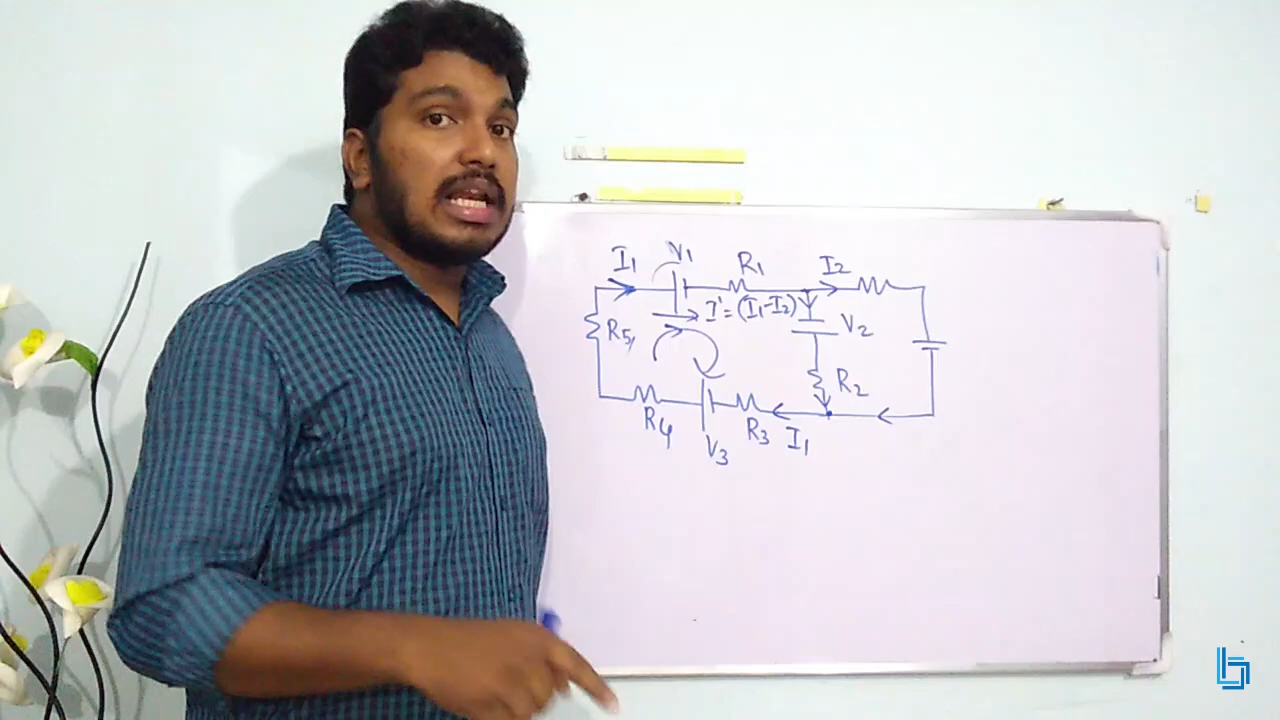 I₁ V₁ R₁ I₂
R₅ I' = (I₁-I₂) V₂
R₂
R₄ V₃ R₃ I₁